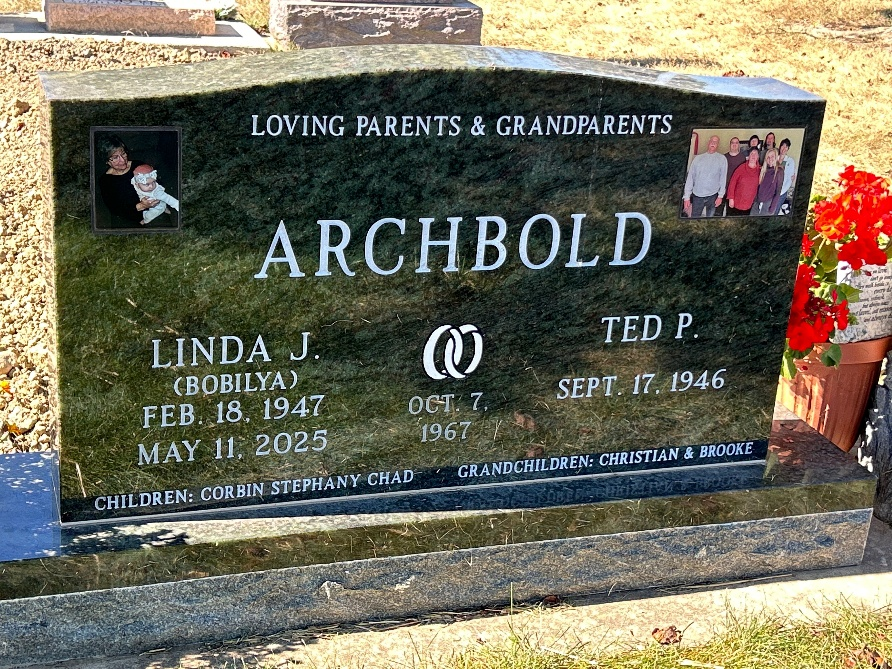 LOVING PARENTS & GRANDPARENTS
ARCHBOLD
LINDA J.
(BOBILYA)
FEB. 18, 1947
MAY 11, 2025
OCT. 7,
1967
TED P.
SEPT. 17, 1946
CHILDREN: CORBIN STEPHANY CHAD
GRANDCHILDREN: CHRISTIAN & BROOKE